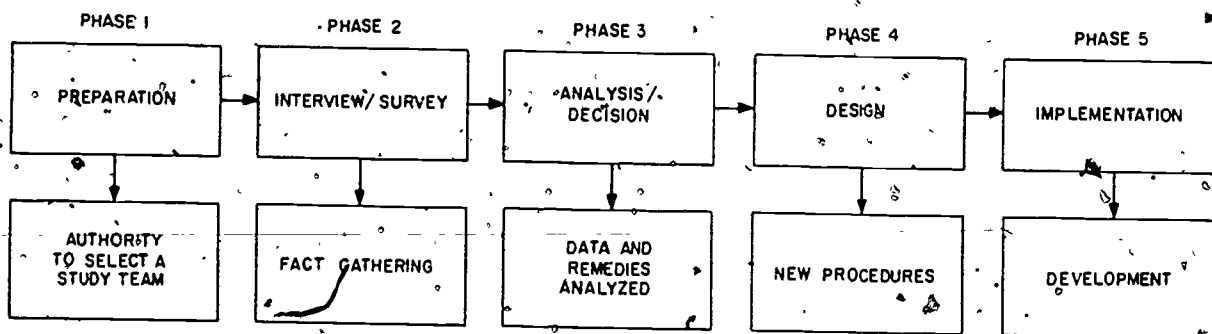 PHASE 1
PHASE 2
PHASE 3
PHASE 4
PHASE 5
PREPARATION
INTERVIEW/SURVEY
ANALYSIS/
DECISION
DESIGN
IMPLEMENTATION
AUTHORITY
TO SELECT A
STUDY TEAM
FACT GATHERING
DATA AND
REMEDIES
ANALYZED
NEW PROCEDURES
DEVELOPMENT